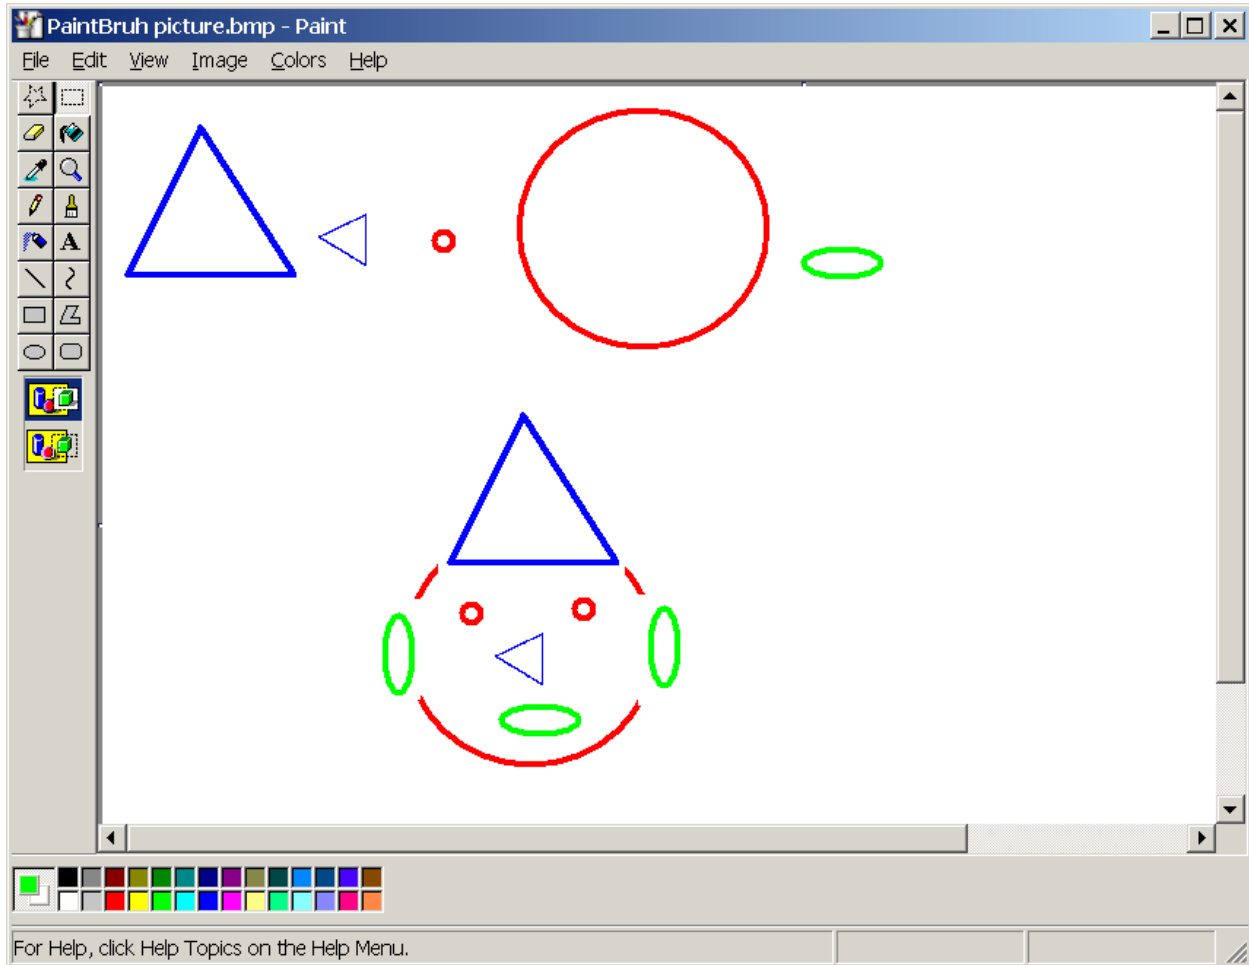 PaintBruh picture.bmp - Paint
File Edit View Image Colors Help
A
For Help, click Help Topics on the Help Menu.